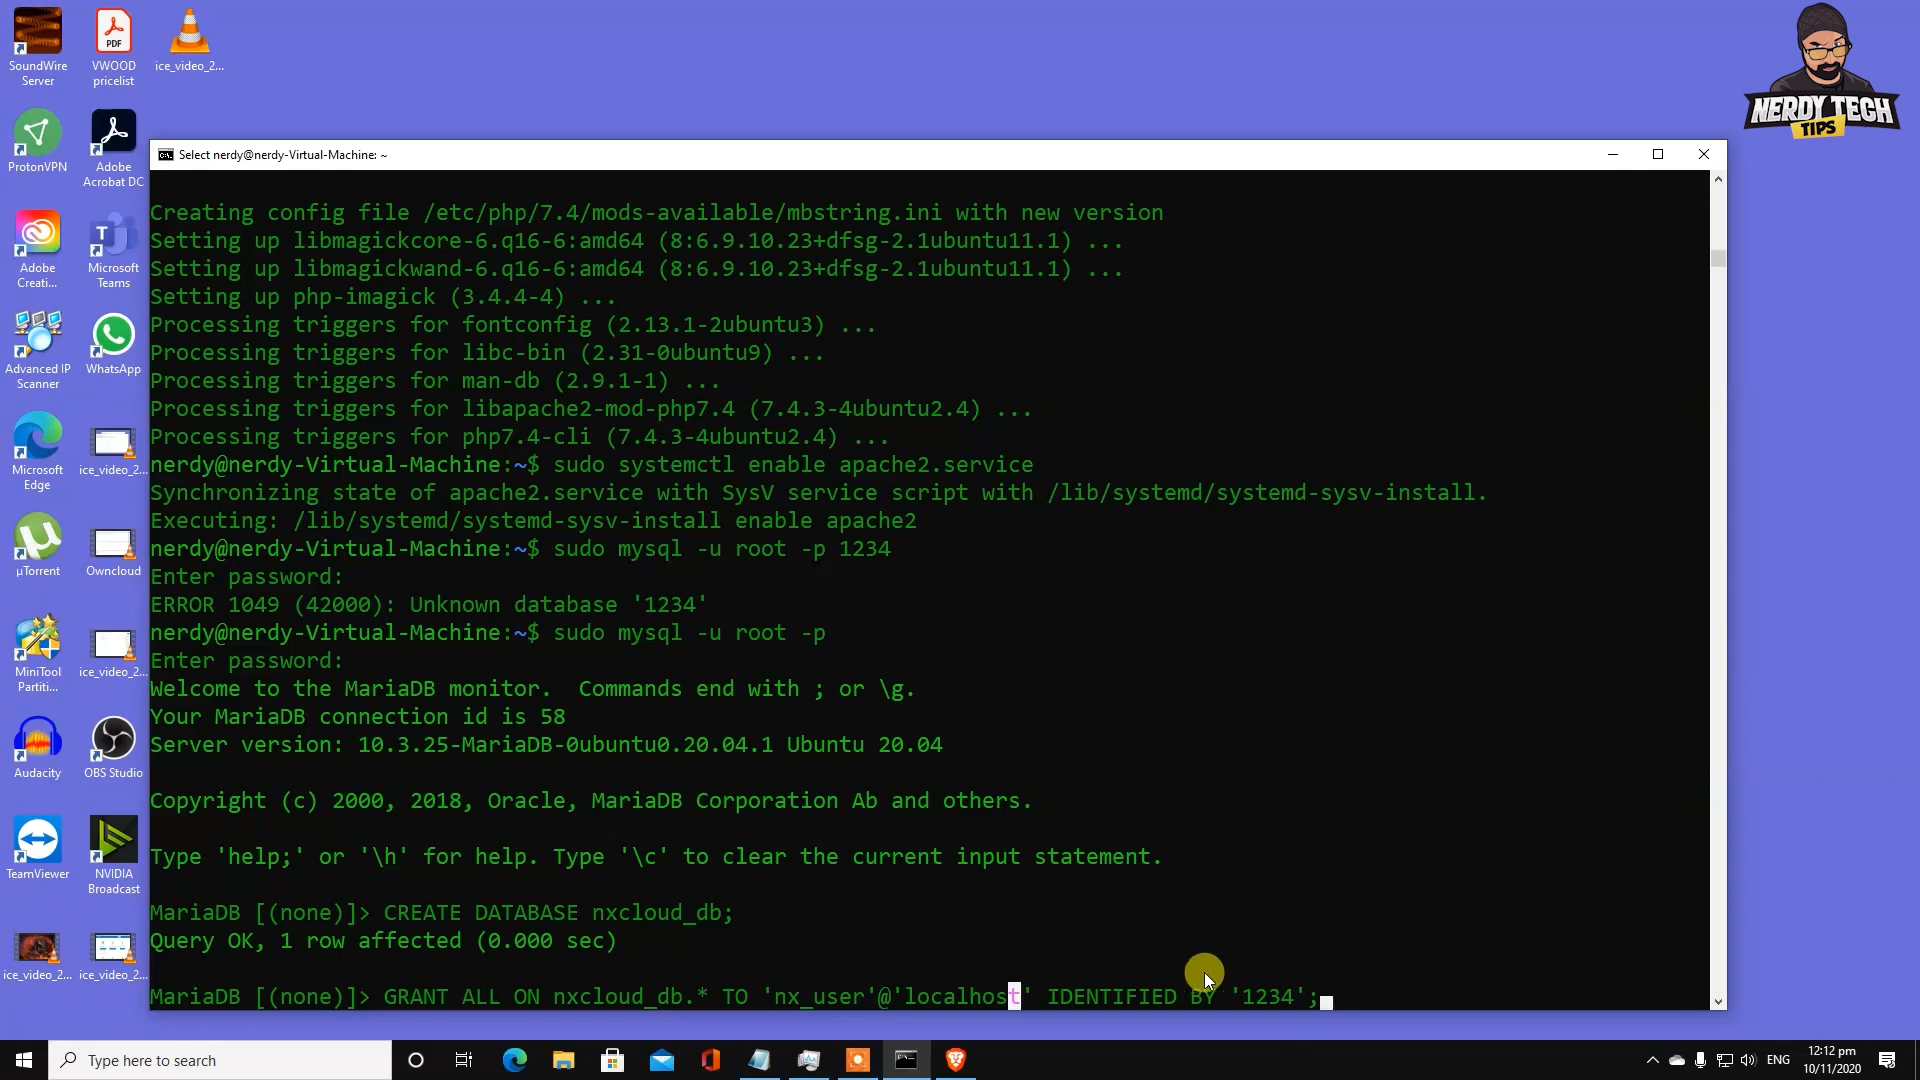 SoundWire
Server
PDF
VWOOD
pricelist
ice_video_2...
NERDY TECH
TIPS
ProtonVPN
Adobe
Acrobat DC
Adobe
Creati...
Microsoft
Teams
Advanced IP
Scanner
WhatsApp
Microsoft
Edge
ice_video_2...
µTorrent
Owncloud
MiniTool
Partiti...
ice_video_2...
Audacity
OBS Studio
TeamViewer
NVIDIA
Broadcast
ice_video_2...
ice_video_2...
Select nerdy@nerdy-Virtual-Machine: ~
Creating config file /etc/php/7.4/mods-available/mbstring.ini with new version
Setting up libmagickcore-6.q16-6:amd64 (8:6.9.10.23+dfsg-2.1ubuntu11.1) ...
Setting up libmagickwand-6.q16-6:amd64 (8:6.9.10.23+dfsg-2.1ubuntu11.1) ...
Setting up php-imagick (3.4.4-4) ...
Processing triggers for fontconfig (2.13.1-2ubuntu3) ...
Processing triggers for libc-bin (2.31-0ubuntu9) ...
Processing triggers for man-db (2.9.1-1) ...
Processing triggers for libapache2-mod-php7.4 (7.4.3-4ubuntu2.4) ...
Processing triggers for php7.4-cli (7.4.3-4ubuntu2.4) ...
nerdy@nerdy-Virtual-Machine:~$ sudo systemctl enable apache2.service
Synchronizing state of apache2.service with SysV service script with /lib/systemd/systemd-sysv-install.
Executing: /lib/systemd/systemd-sysv-install enable apache2
nerdy@nerdy-Virtual-Machine:~$ sudo mysql -u root -p 1234
Enter password:
ERROR 1049 (42000): Unknown database '1234'
nerdy@nerdy-Virtual-Machine:~$ sudo mysql -u root -p
Enter password:
Welcome to the MariaDB monitor.  Commands end with ; or \g.
Your MariaDB connection id is 58
Server version: 10.3.25-MariaDB-0ubuntu0.20.04.1 Ubuntu 20.04
Copyright (c) 2000, 2018, Oracle, MariaDB Corporation Ab and others.
Type 'help;' or '\h' for help. Type '\c' to clear the current input statement.
MariaDB [(none)]> CREATE DATABASE nxcloud_db;
Query OK, 1 row affected (0.000 sec)
MariaDB [(none)]> GRANT ALL ON nxcloud_db.* TO 'nx_user'@'localhost' IDENTIFIED BY '1234';
Type here to search
ENG
12:12 pm
10/11/2020